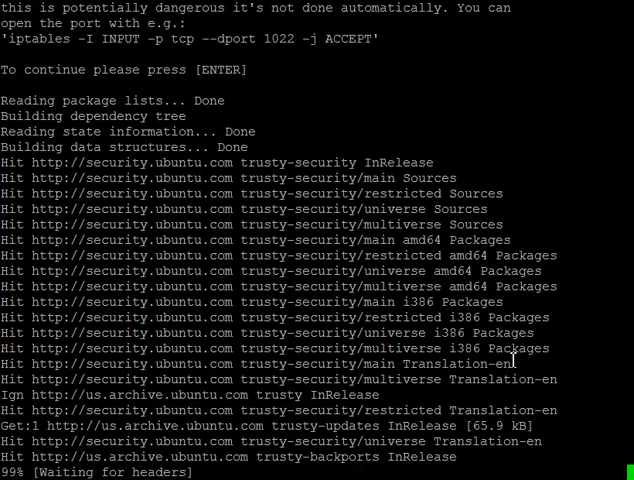 this is potentially dangerous it's not done automatically. You can
open the port with e.g.:
'iptables -I INPUT -p tcp --dport 1022 -j ACCEPT'
To continue please press [ENTER]
Reading package lists... Done
Building dependency tree
Reading state information... Done
Building data structures... Done
Hit http://security.ubuntu.com trusty-security InRelease
Hit http://security.ubuntu.com trusty-security/main Sources
Hit http://security.ubuntu.com trusty-security/restricted Sources
Hit http://security.ubuntu.com trusty-security/universe Sources
Hit http://security.ubuntu.com trusty-security/multiverse Sources
Hit http://security.ubuntu.com trusty-security/main amd64 Packages
Hit http://security.ubuntu.com trusty-security/restricted amd64 Packages
Hit http://security.ubuntu.com trusty-security/universe amd64 Packages
Hit http://security.ubuntu.com trusty-security/multiverse amd64 Packages
Hit http://security.ubuntu.com trusty-security/main i386 Packages
Hit http://security.ubuntu.com trusty-security/restricted i386 Packages
Hit http://security.ubuntu.com trusty-security/universe i386 Packages
Hit http://security.ubuntu.com trusty-security/multiverse i386 Packages
Hit http://security.ubuntu.com trusty-security/main Translation-en
Hit http://security.ubuntu.com trusty-security/multiverse Translation-en
Ign http://us.archive.ubuntu.com trusty InRelease
Hit http://security.ubuntu.com trusty-security/restricted Translation-en
Get:1 http://us.archive.ubuntu.com trusty-updates InRelease [65.9 kB]
Hit http://security.ubuntu.com trusty-security/universe Translation-en
Hit http://us.archive.ubuntu.com trusty-backports InRelease
99% [Waiting for headers]